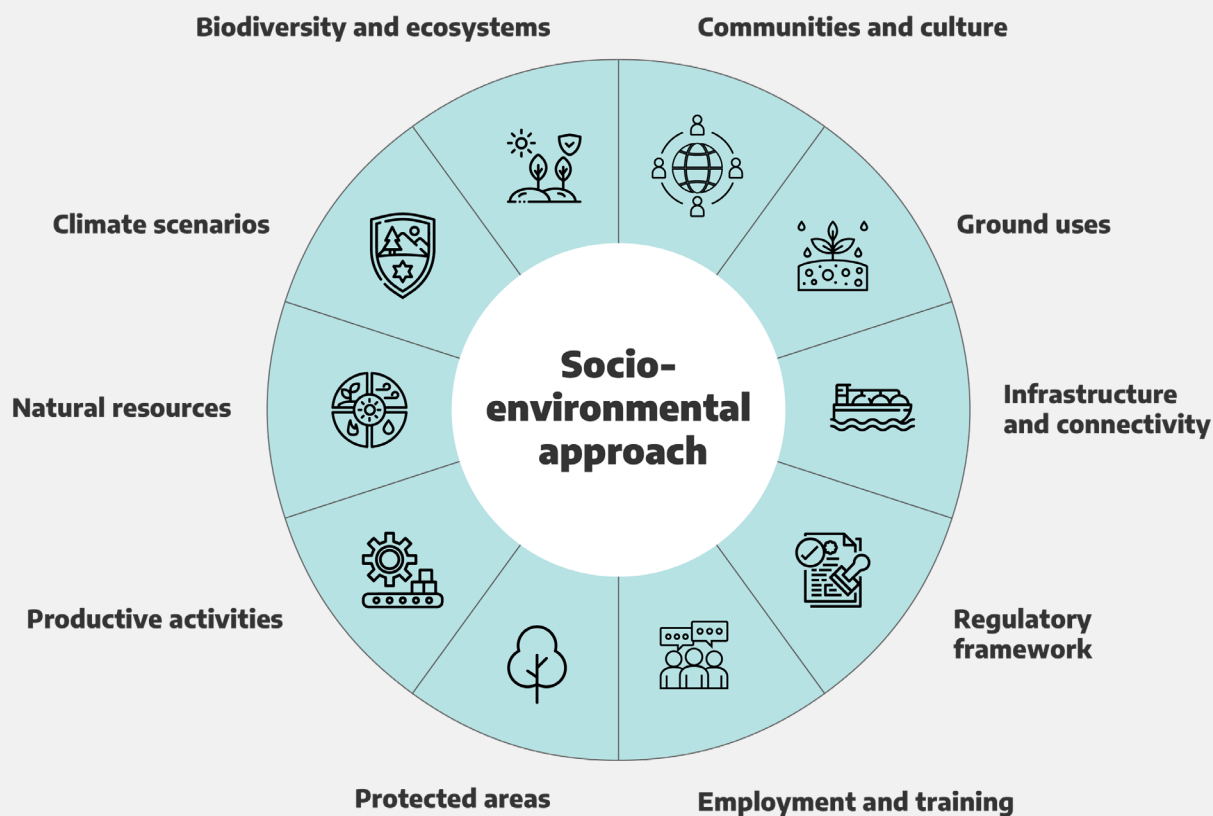 Biodiversity and ecosystems
Communities and culture
Climate scenarios
Ground uses
Socio-
environmental
approach
Natural resources
Infrastructure
and connectivity
Productive activities
Regulatory
framework
Protected areas
Employment and training